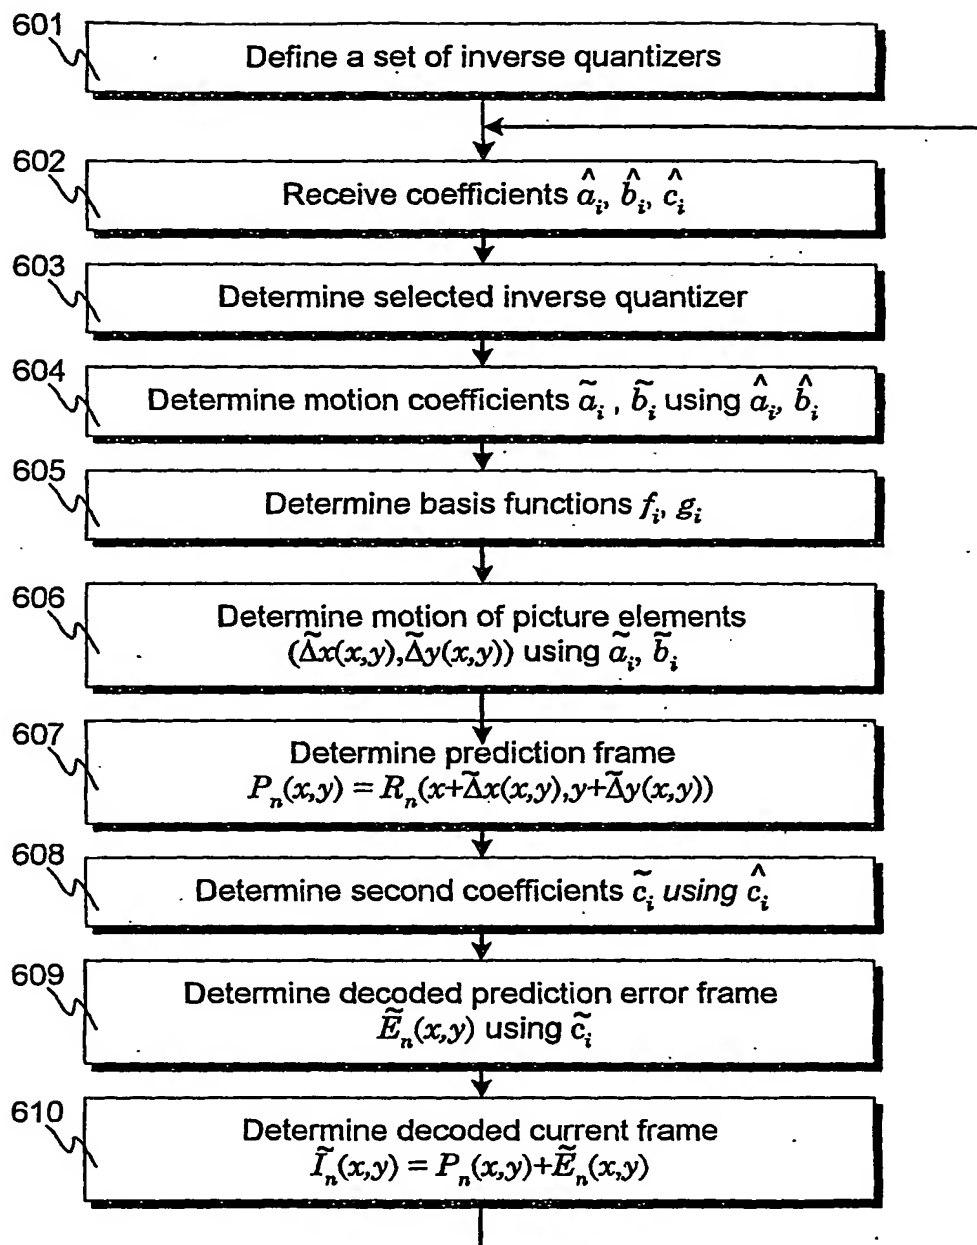 601
Define a set of inverse quantizers
602
Receive coefficients â_i, b̂_i, ĉ_i
603
Determine selected inverse quantizer
604
Determine motion coefficients ã_i , b̃_i using â_i, b̂_i
605
Determine basis functions f_i, g_i
606
Determine motion of picture elements
(Δ̃x(x,y),Δ̃y(x,y)) using ã_i, b̃_i
607
Determine prediction frame
P_n(x,y) = R_n(x+Δ̃x(x,y),y+Δ̃y(x,y))
608
Determine second coefficients c̃_i using ĉ_i
609
Determine decoded prediction error frame
Ẽ_n(x,y) using c̃_i
610
Determine decoded current frame
Ĩ_n(x,y) = P_n(x,y)+Ẽ_n(x,y)